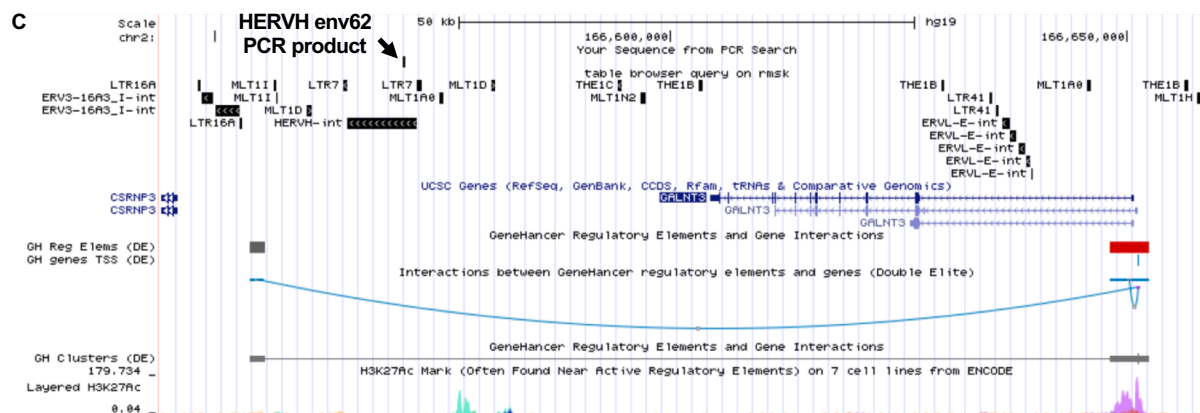 C
HERVH env62
PCR product
Scale
50 kb
hg19
chr2:
166,600,000
166,650,000
Your Sequence from PCR Search
table browser query on rmsk
LTR16A MLT1I LTR7 LTR7 MLT1D THE1C THE1B THE1B MLT1A0 THE1B
ERV3-16A3_I-int MLT1I MLT1A0 MLT1N2 LTR41 MLT1H
ERV3-16A3_I-int MLT1D LTR41
LTR16A HERVH-int ERVL-E-int
ERVL-E-int
ERVL-E-int
ERVL-E-int
ERVL-E-int
UCSC Genes (RefSeq, GenBank, CCDS, Rfam, tRNAs & Comparative Genomics)
CSRNP3 GALNT3
CSRNP3 GALNT3
GALNT3
GeneHancer Regulatory Elements and Gene Interactions
GH Reg Elems (DE)
GH genes TSS (DE)
Interactions between GeneHancer regulatory elements and genes (Double Elite)
GeneHancer Regulatory Elements and Gene Interactions
GH Clusters (DE)
179.734 _
H3K27Ac Mark (Often Found Near Active Regulatory Elements) on 7 cell lines from ENCODE
Layered H3K27Ac
0.04 _